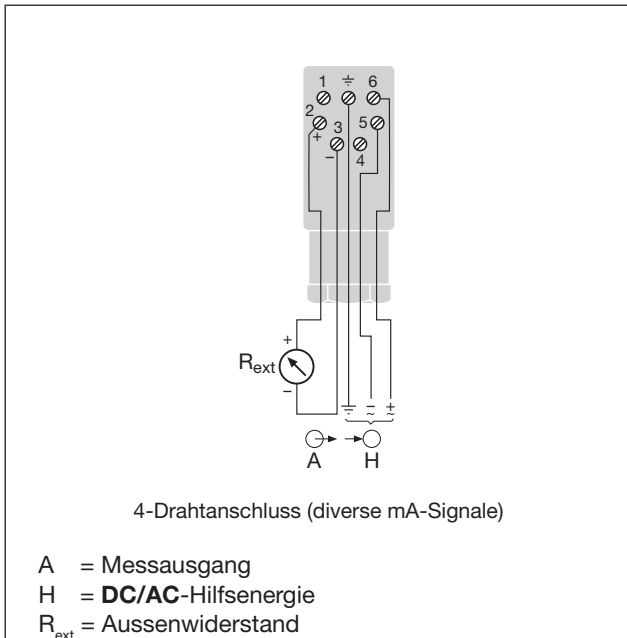 1 ⏚ 6
2 5
+ 3
− 4
+
R_ext
−
⏚ ≂ ±~
A H
4-Drahtanschluss (diverse mA-Signale)
A = Messausgang
H = DC/AC-Hilfsenergie
R_ext = Aussenwiderstand